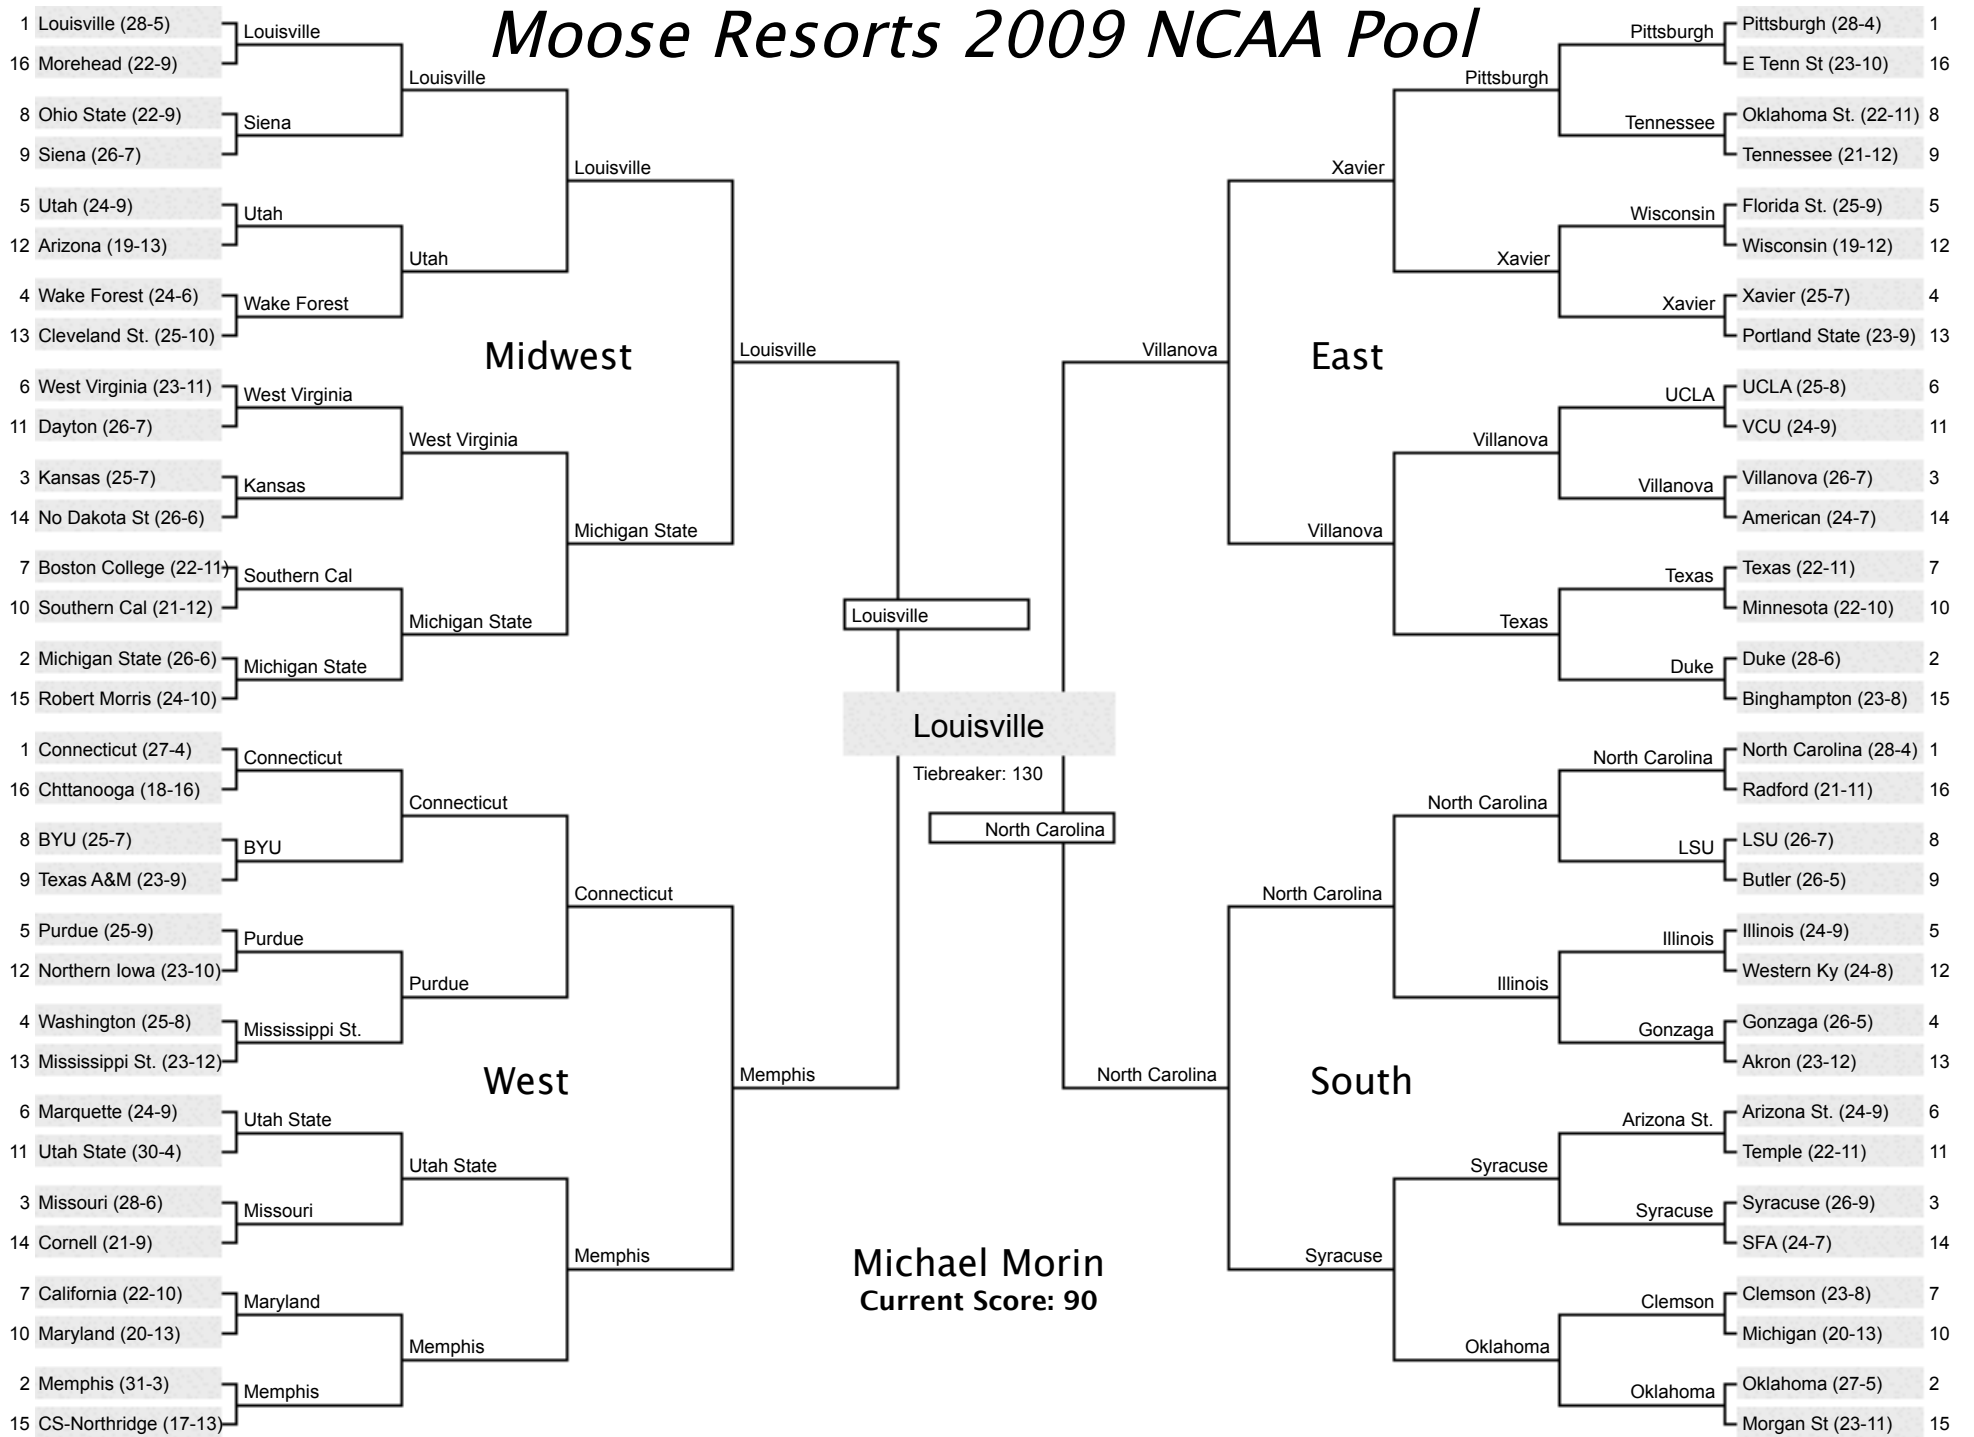 Moose Resorts 2009 NCAA Pool
1 Louisville (28-5)
16 Morehead (22-9)
8 Ohio State (22-9)
9 Siena (26-7)
5 Utah (24-9)
12 Arizona (19-13)
4 Wake Forest (24-6)
13 Cleveland St. (25-10)
6 West Virginia (23-11)
11 Dayton (26-7)
3 Kansas (25-7)
14 No Dakota St (26-6)
7 Boston College (22-11)
10 Southern Cal (21-12)
2 Michigan State (26-6)
15 Robert Morris (24-10)
Louisville
Siena
Utah
Wake Forest
West Virginia
Kansas
Southern Cal
Michigan State
Louisville
Utah
West Virginia
Michigan State
Louisville
Michigan State
Louisville
Midwest
1 Connecticut (27-4)
16 Chttanooga (18-16)
8 BYU (25-7)
9 Texas A&M (23-9)
5 Purdue (25-9)
12 Northern Iowa (23-10)
4 Washington (25-8)
13 Mississippi St. (23-12)
6 Marquette (24-9)
11 Utah State (30-4)
3 Missouri (28-6)
14 Cornell (21-9)
7 California (22-10)
10 Maryland (20-13)
2 Memphis (31-3)
15 CS-Northridge (17-13)
Connecticut
BYU
Purdue
Mississippi St.
Utah State
Missouri
Maryland
Memphis
Connecticut
Purdue
Utah State
Memphis
Connecticut
Memphis
Memphis
West
Louisville
Louisville
Tiebreaker: 130
North Carolina
Michael Morin
Current Score: 90
Pittsburgh (28-4) 1
E Tenn St (23-10) 16
Oklahoma St. (22-11) 8
Tennessee (21-12) 9
Florida St. (25-9) 5
Wisconsin (19-12) 12
Xavier (25-7) 4
Portland State (23-9) 13
UCLA (25-8) 6
VCU (24-9) 11
Villanova (26-7) 3
American (24-7) 14
Texas (22-11) 7
Minnesota (22-10) 10
Duke (28-6) 2
Binghampton (23-8) 15
Pittsburgh
Tennessee
Wisconsin
Xavier
UCLA
Villanova
Texas
Duke
Pittsburgh
Xavier
Villanova
Texas
Xavier
Villanova
Villanova
East
North Carolina (28-4) 1
Radford (21-11) 16
LSU (26-7) 8
Butler (26-5) 9
Illinois (24-9) 5
Western Ky (24-8) 12
Gonzaga (26-5) 4
Akron (23-12) 13
Arizona St. (24-9) 6
Temple (22-11) 11
Syracuse (26-9) 3
SFA (24-7) 14
Clemson (23-8) 7
Michigan (20-13) 10
Oklahoma (27-5) 2
Morgan St (23-11) 15
North Carolina
LSU
Illinois
Gonzaga
Arizona St.
Syracuse
Clemson
Oklahoma
North Carolina
Illinois
Syracuse
Oklahoma
North Carolina
Syracuse
North Carolina
South